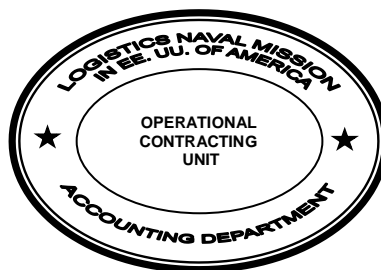 LOGISTICS NAVAL MISSION
IN EE. UU. OF AMERICA
OPERATIONAL
CONTRACTING
UNIT
ACCOUNTING DEPARTMENT